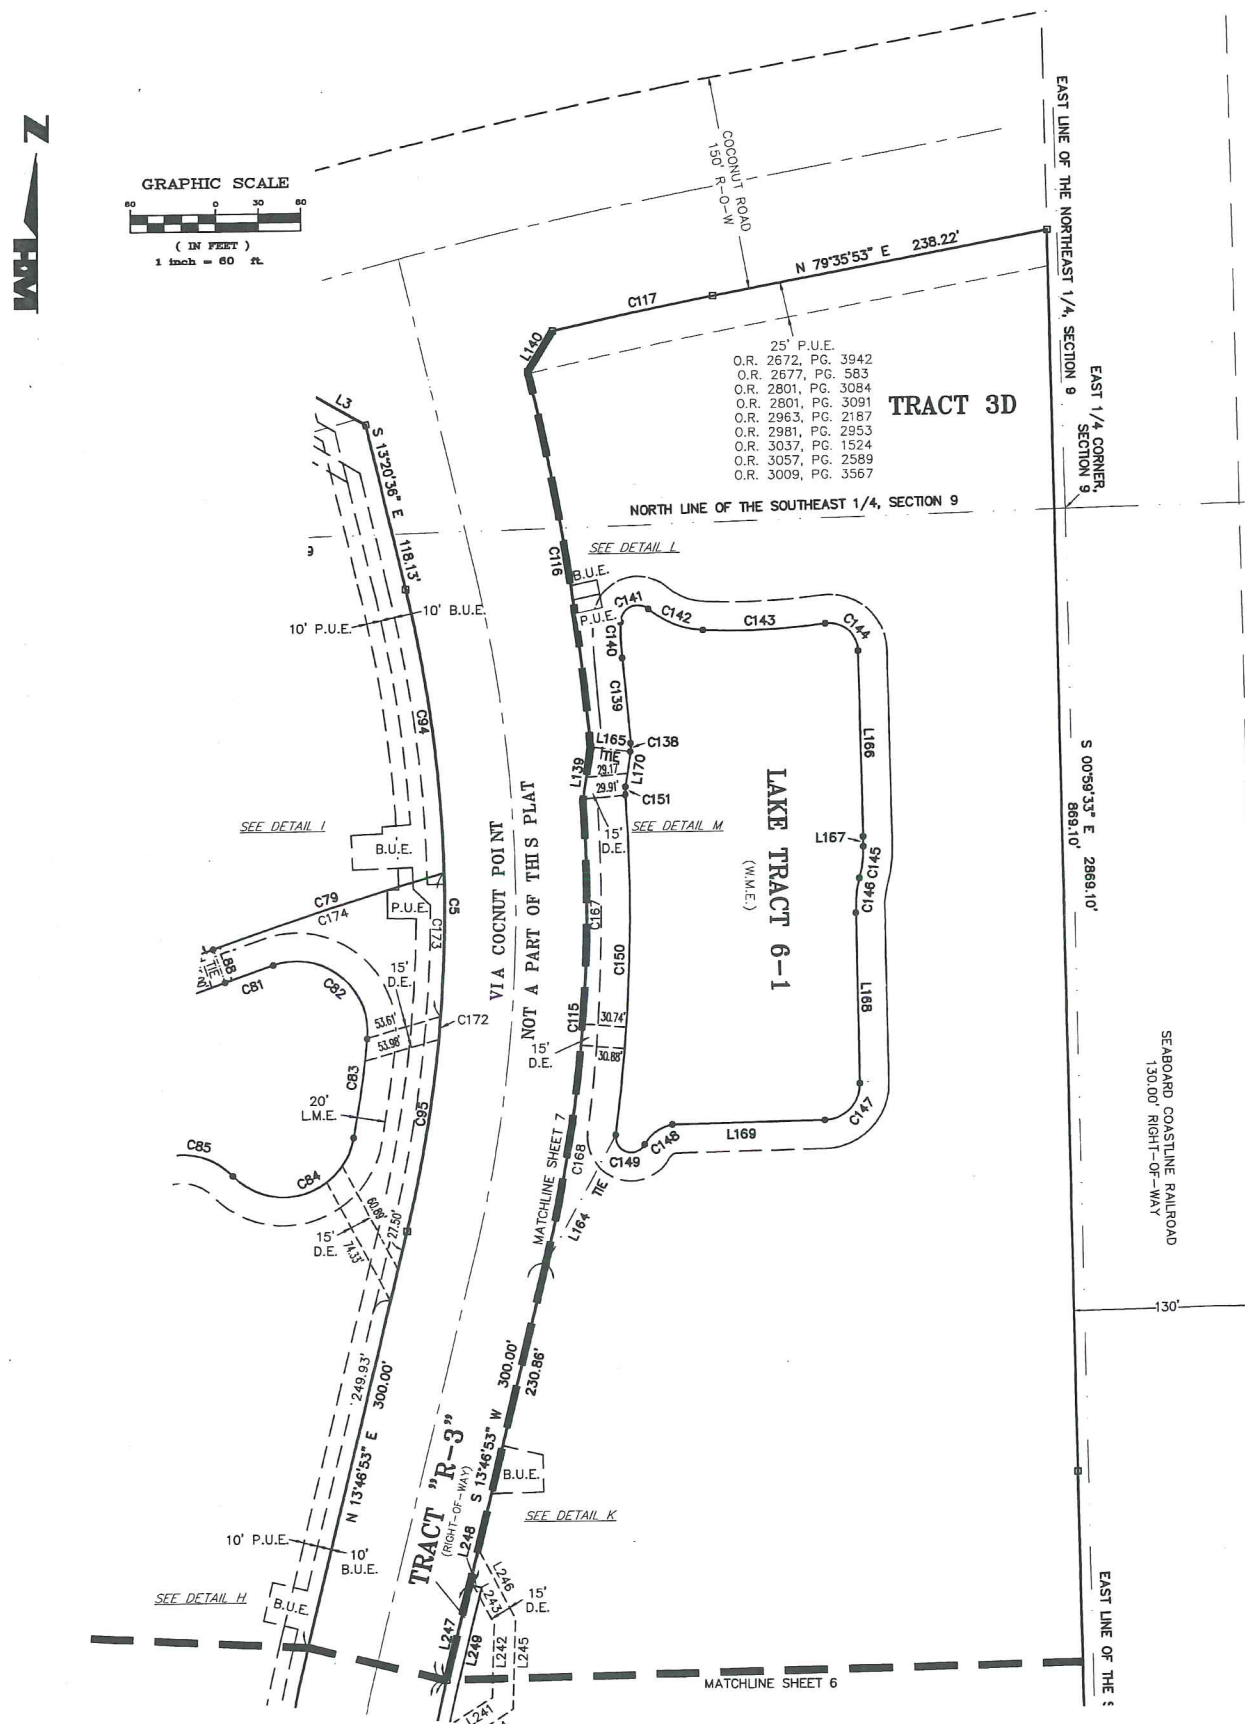 Z
GRAPHIC SCALE
60 0 30 60
( IN FEET )
1 inch = 60 ft.
COCONUT ROAD
150' R-O-W
N 79°35'53" E 238.22'
C117
L140
EAST LINE OF THE NORTHEAST 1/4, SECTION 9
EAST 1/4 CORNER,
SECTION 9
25' P.U.E.
O.R. 2672, PG. 3942
O.R. 2677, PG. 583
O.R. 2801, PG. 3084
O.R. 2801, PG. 3091
O.R. 2963, PG. 2187
O.R. 2981, PG. 2953
O.R. 3037, PG. 1524
O.R. 3057, PG. 2589
O.R. 3009, PG. 3567
TRACT 3D
L3
S 13°20'36" E 118.13'
NORTH LINE OF THE SOUTHEAST 1/4, SECTION 9
9
SEE DETAIL L
C116
B.U.E.
P.U.E.
C141
C142
C143
C144
C140
C139
10' P.U.E.
10' B.U.E.
C94
L165
TIE
C138
29.17'
L170
29.91'
C151
L139
15'
D.E.
SEE DETAIL M
L166
L167
C145
C146
L168
C147
L169
C148
C149
C150
LAKE TRACT 6-1
(W.M.E.)
S 00°59'33" E 2869.10'
869.10'
SEE DETAIL I
B.U.E.
P.U.E.
C79
C174
C5
C173
VIA COCNUT POINT
NOT A PART OF THIS PLAT
C167
L88
TIE
C81
C82
15'
D.E.
53.61'
53.98'
C172
C83
C95
20'
L.M.E.
C115
30.74'
15'
D.E.
30.88'
MATCHLINE SHEET 7
C168
L164 TIE
C85
C84
60.89'
27.50'
15'
D.E.
74.33'
SEABOARD COASTLINE RAILROAD
130.00' RIGHT-OF-WAY
130'
249.93'
300.00'
N 13°46'53" E
300.00'
230.86'
S 13°46'53" W
TRACT "R-3"
(RIGHT-OF-WAY)
B.U.E.
SEE DETAIL K
10' P.U.E.
10'
B.U.E.
L248
L246
L243
15'
D.E.
SEE DETAIL H
B.U.E.
L247
L249
L242
L245
L241
MATCHLINE SHEET 6
EAST LINE OF THE